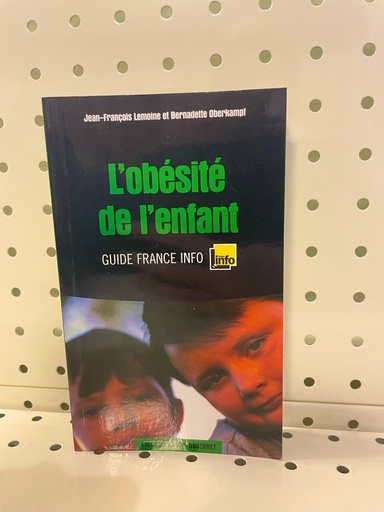 Jean-François Lemoine et Bernadette Oberkampf
L'obésité
de l'enfant
GUIDE FRANCE INFO
info